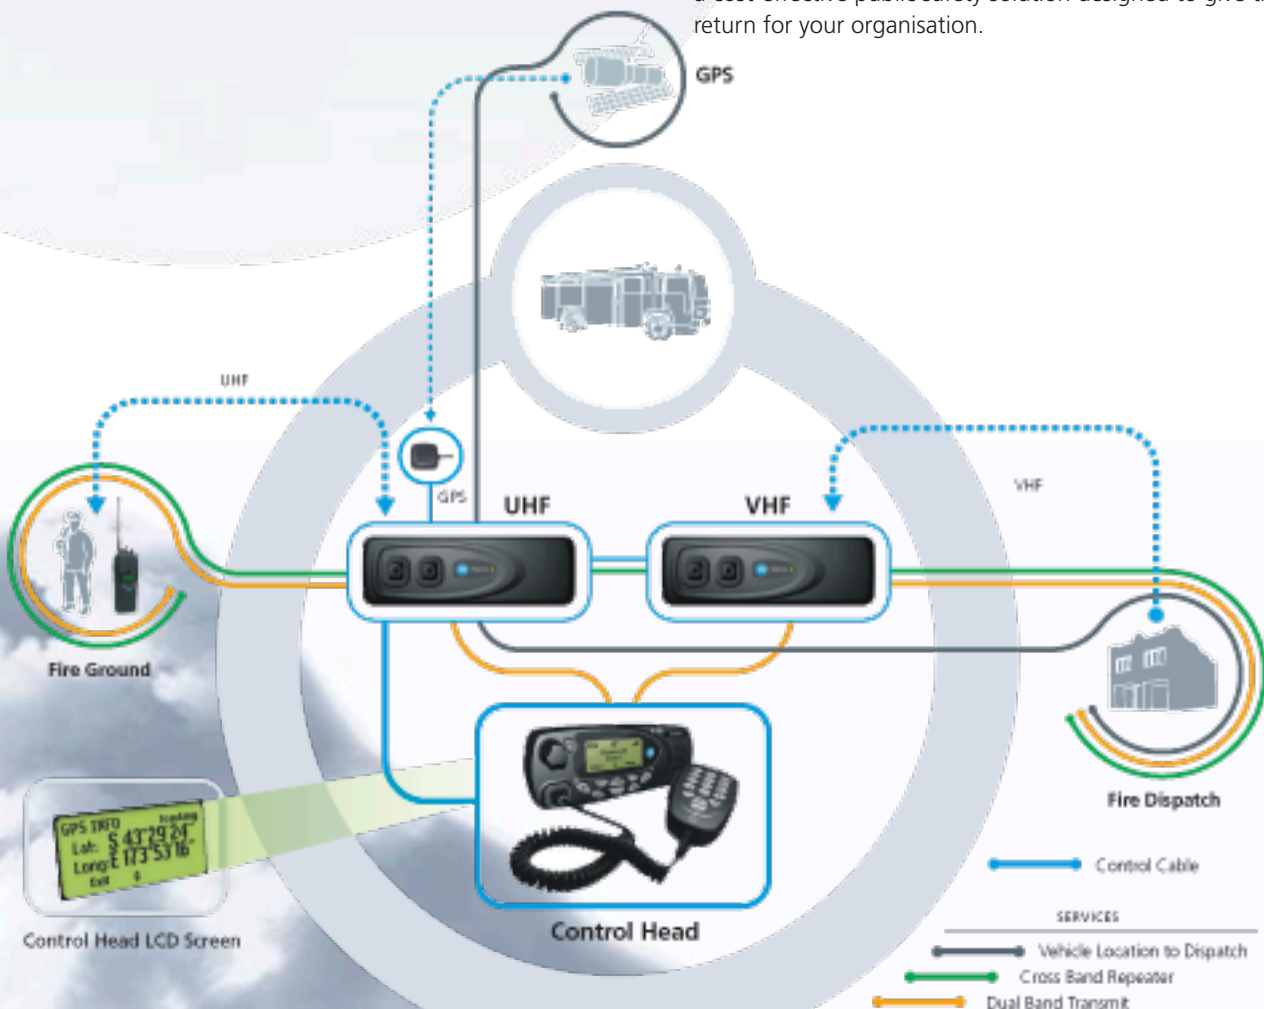 return for your organisation.
GPS
UHF
GPS
UHF
VHF
VHF
Fire Ground
Fire Dispatch
GPS INFO
Lat: S 43°29'24"
Long: E 173°53'16"
Exit
Control Head LCD Screen
Control Head
Control Cable
SERVICES
Vehicle Location to Dispatch
Cross Band Repeater
Dual Band Transmit